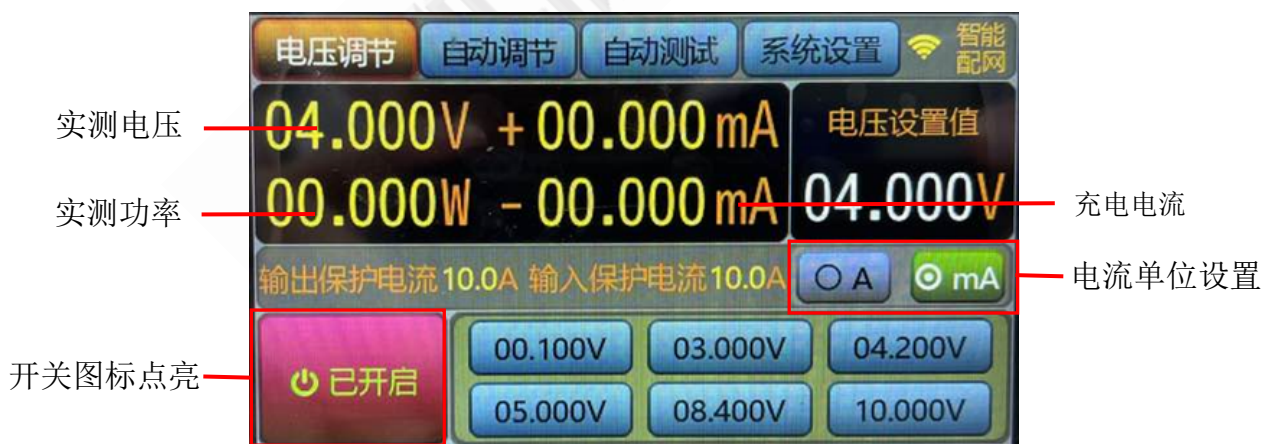 电压调节 自动调节 自动测试 系统设置 智能
配网
实测电压 04.000V + 00.000mA 电压设置值
实测功率 00.000W - 00.000mA 04.000V 充电电流
输出保护电流10.0A 输入保护电流10.0A A mA 电流单位设置
00.100V 03.000V 04.200V
开关图标点亮 已开启
05.000V 08.400V 10.000V